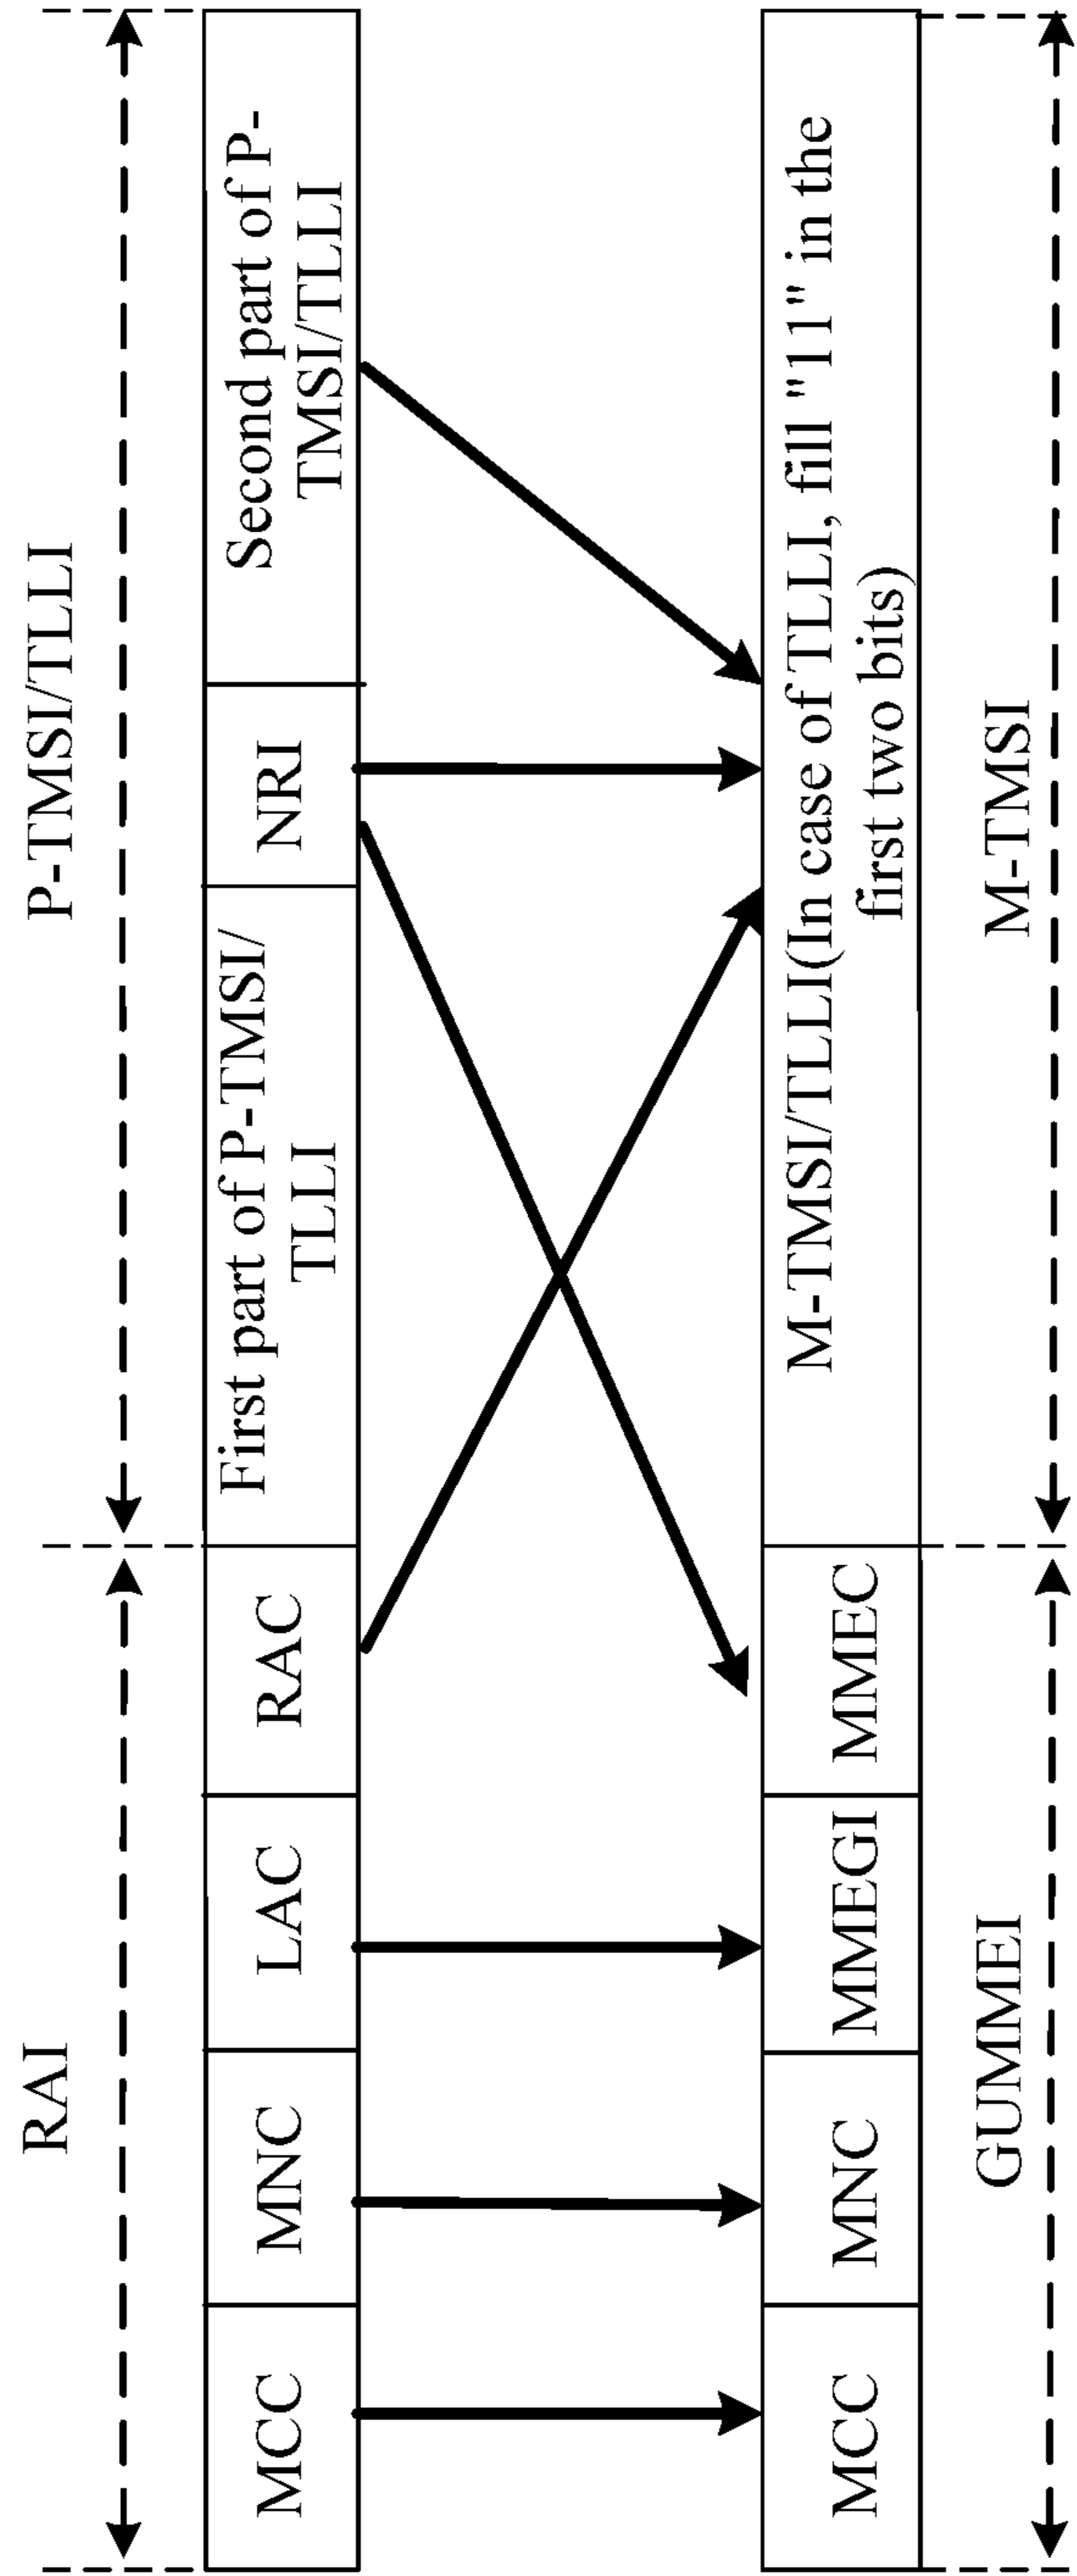 RAI
P-TMSI/TLLI
MCC
MNC
LAC
RAC
First part of P-TMSI/
TLLI
NRI
Second part of P-
TMSI/TLLI
MCC
MNC
MMEGI
MMEC
M-TMSI/TLLI(In case of TLLI, fill "11" in the
first two bits)
GUMMEI
M-TMSI